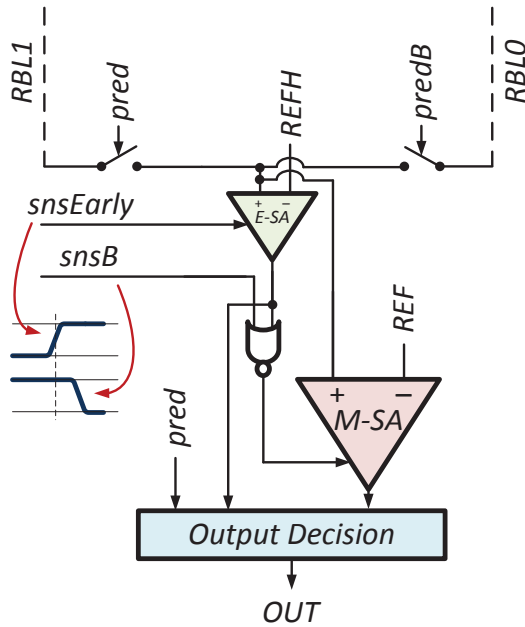 RBL1
pred
REFH
predB
RBL0
+ −
E-SA
snsEarly
snsB
REF
+ −
M-SA
pred
Output Decision
OUT